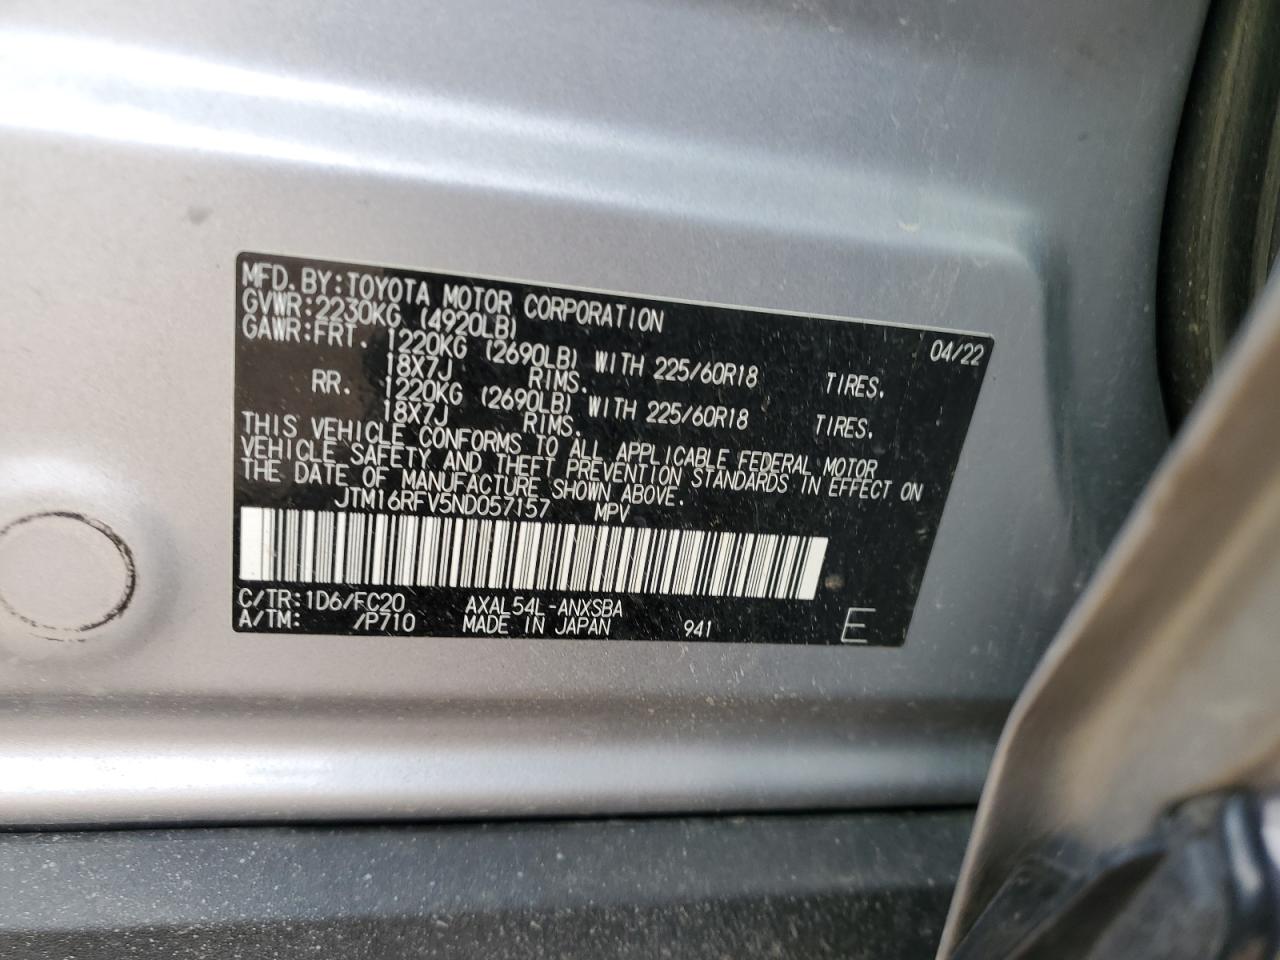 MFD. BY: TOYOTA MOTOR CORPORATION 04/22
GVWR: 2230KG (4920LB)
GAWR: FRT. 1220KG (2690LB) WITH 225/60R18 TIRES.
18X7J RIMS.
RR. 1220KG (2690LB) WITH 225/60R18 TIRES.
18X7J RIMS.
THIS VEHICLE CONFORMS TO ALL APPLICABLE FEDERAL MOTOR
VEHICLE SAFETY AND THEFT PREVENTION STANDARDS IN EFFECT ON
THE DATE OF MANUFACTURE SHOWN ABOVE.
JTM16RFV5ND057157 MPV
C/TR: 1D6/FC20 AXAL54L-ANXSBA
A/TM: /P710 MADE IN JAPAN 941 E